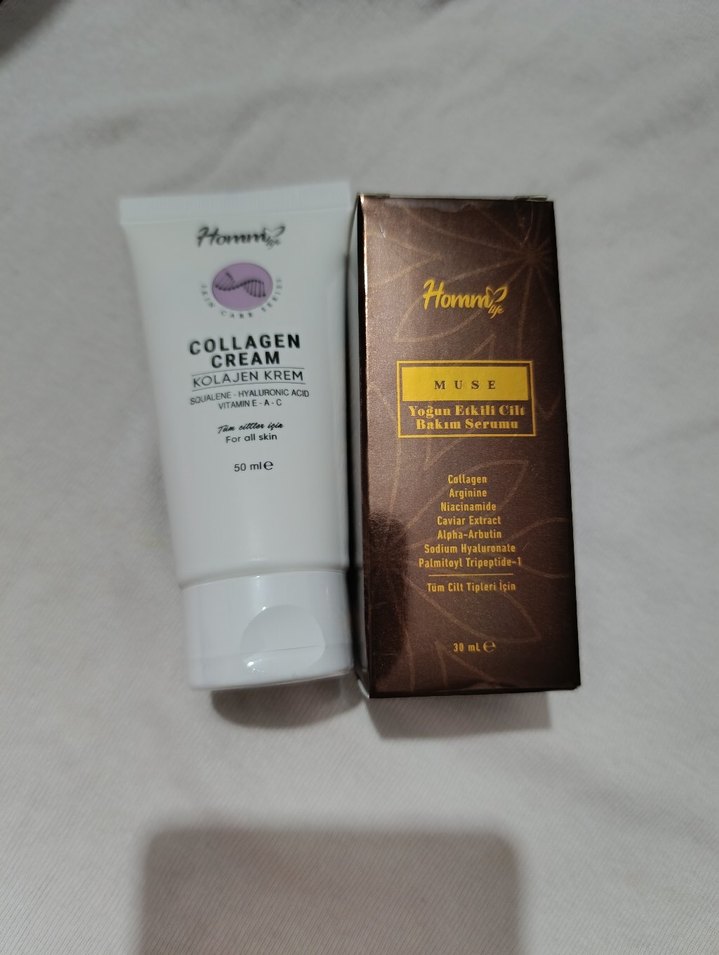 Homm
life
SKIN CARE SERIES
COLLAGEN
CREAM
KOLAJEN KREM
SQUALENE - HYALURONIC ACID
VITAMIN E - A - C
Tüm ciltler için
For all skin
50 ml e
Homm
life
MUSE
Yoğun Etkili Cilt
Bakım Serumu
Collagen
Arginine
Niacinamide
Caviar Extract
Alpha-Arbutin
Sodium Hyaluronate
Palmitoyl Tripeptide-1
Tüm Cilt Tipleri İçin
30 mL e